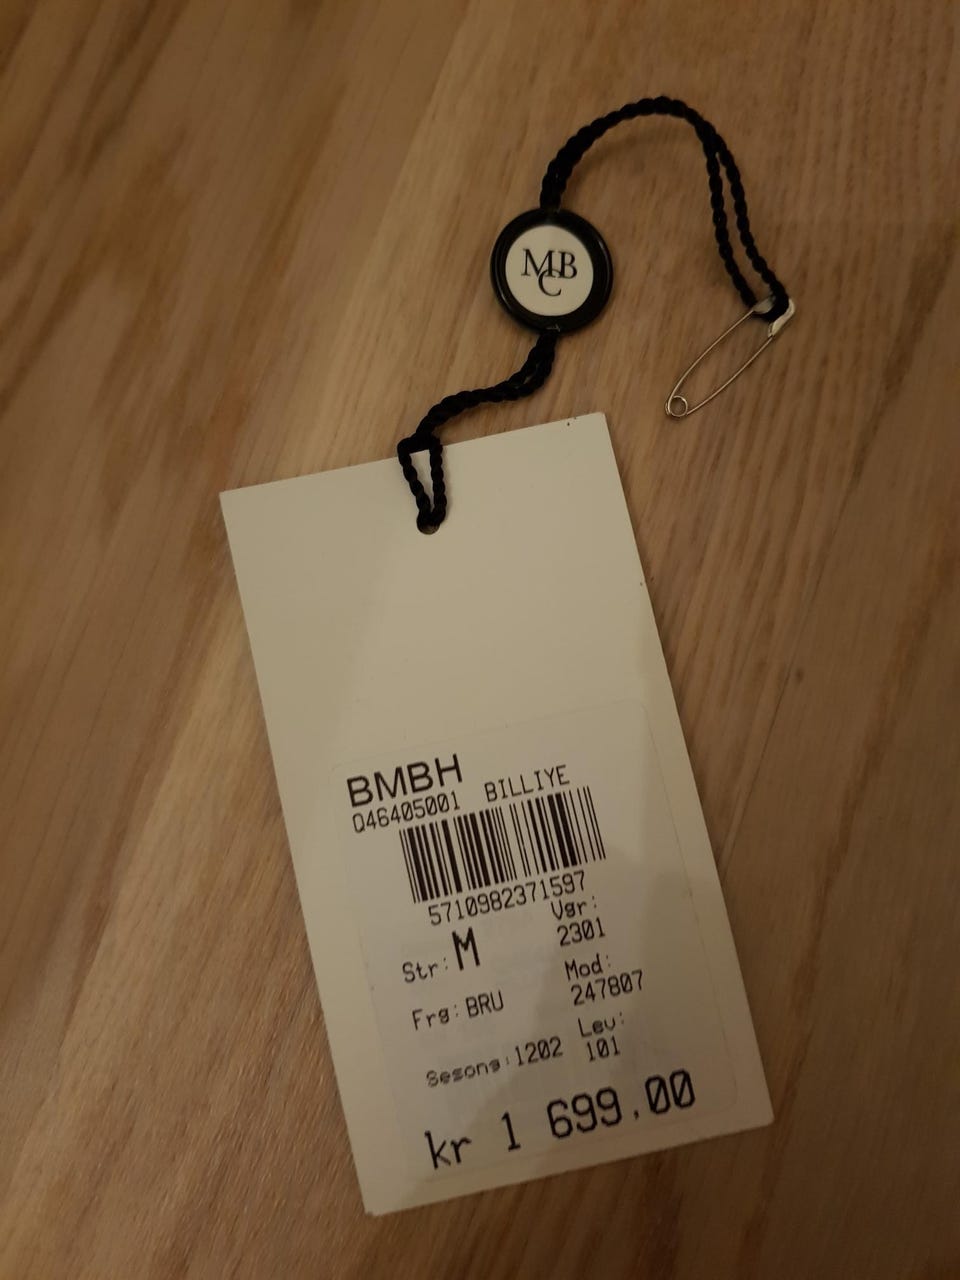 MBC
BMBH
Q46405001 BILLIYE
5710982371597
Str: M
Vgr:
2301
Frg: BRU
Mod:
247807
Sesong: 1202
Lev:
101
kr 1 699.00